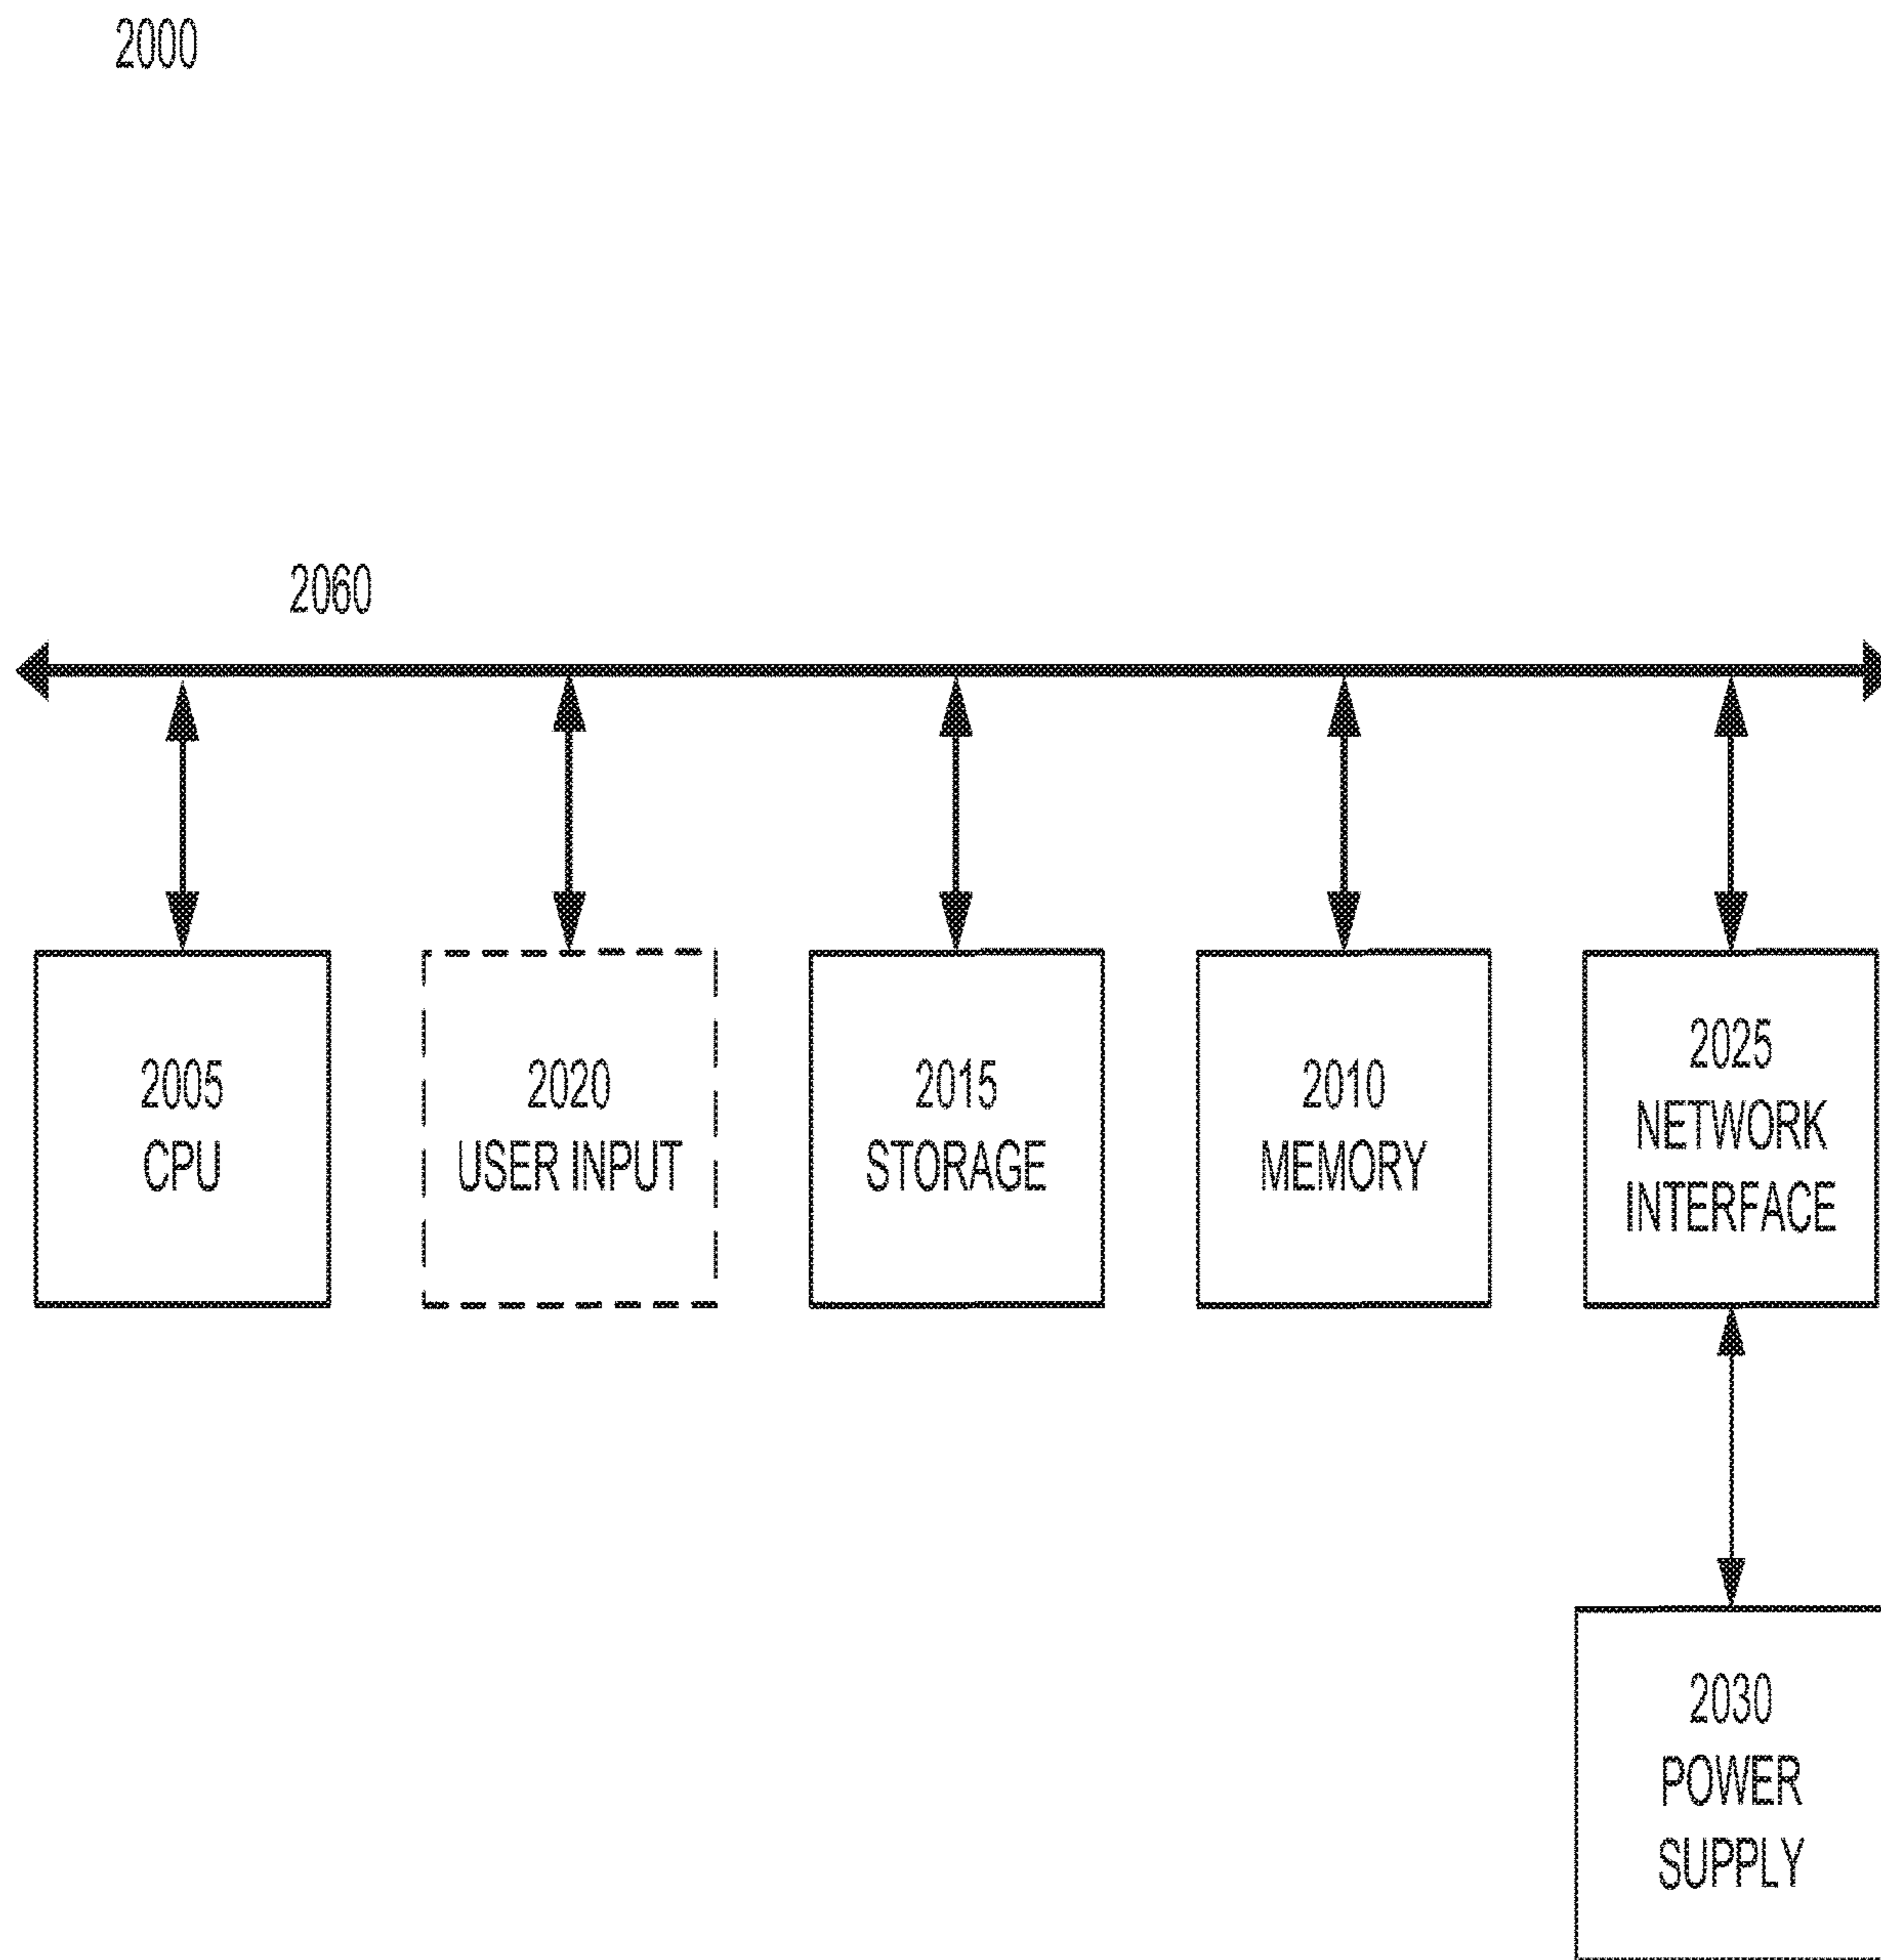 2000
2060
2005
CPU
2020
USER INPUT
2015
STORAGE
2010
MEMORY
2025
NETWORK
INTERFACE
2030
POWER
SUPPLY